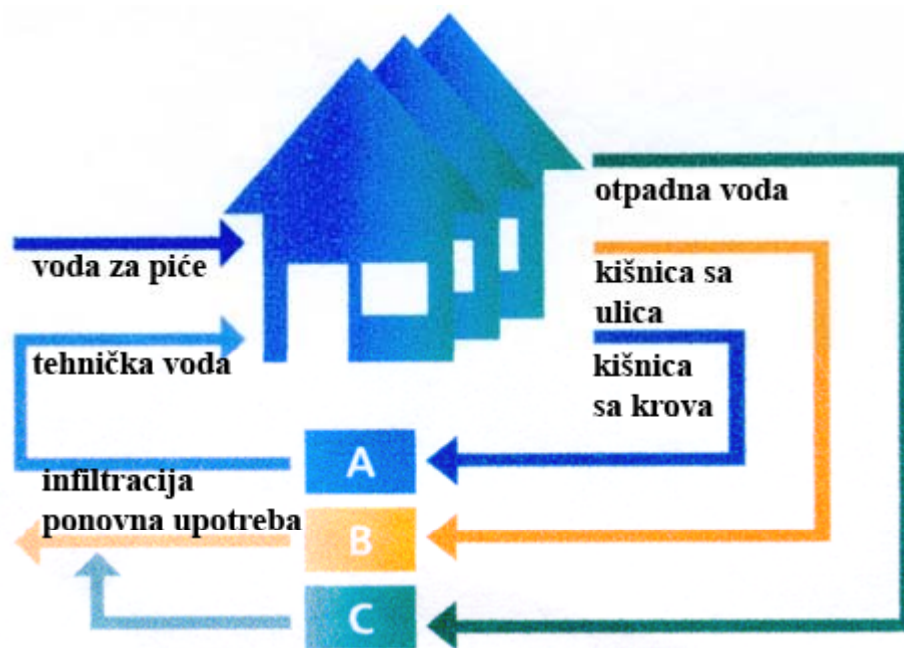 otpadna voda
voda za piće
kišnica sa
ulica
tehnička voda
kišnica
sa krova
A
infiltracija
ponovna upotreba
B
C